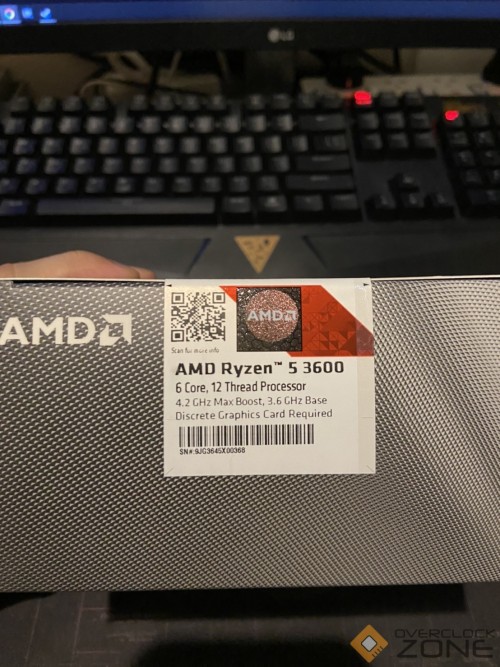 LG
AMD
AMD
Scan for more info
AMD Ryzen™ 5 3600
6 Core, 12 Thread Processor
4.2 GHz Max Boost, 3.6 GHz Base
Discrete Graphics Card Required
SN#:9JG3645X00368
OVERCLOCK
ZONE